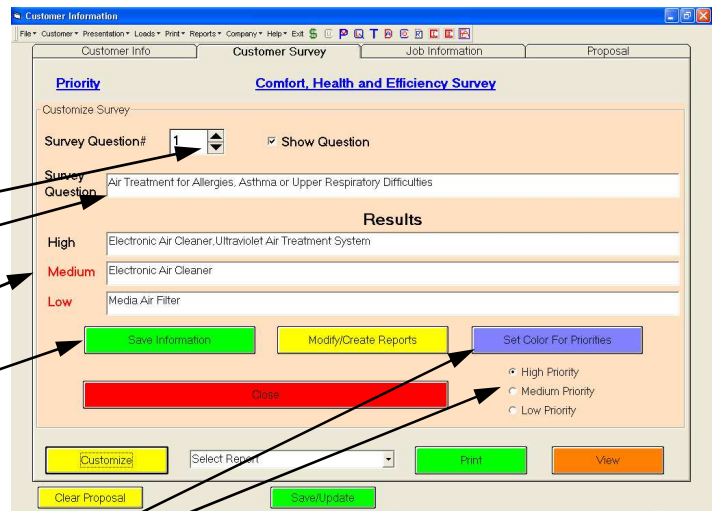 Customer Information
File Customer Presentation Loads Print Reports Company Help Exit $ C P Q T
Customer Info Customer Survey Job Information Proposal
Priority Comfort, Health and Efficiency Survey
Customize Survey
Survey Question# 1 Show Question
Survey Question Air Treatment for Allergies, Asthma or Upper Respiratory Difficulties
Results
High Electronic Air Cleaner,Ultraviolet Air Treatment System
Medium Electronic Air Cleaner
Low Media Air Filter
Save Information Modify/Create Reports Set Color For Priorities
High Priority
Close Medium Priority
Low Priority
Customize Select Report Print View
Clear Proposal Save/Update